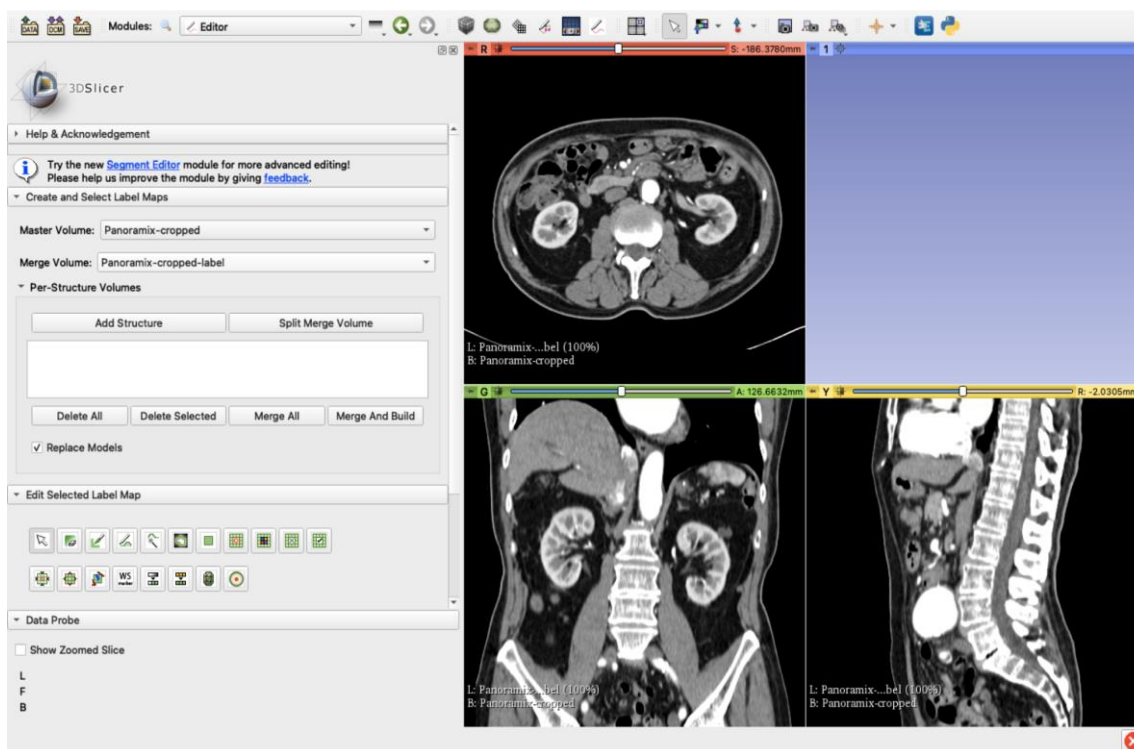 DATA DCM SAVE Modules: Editor
R S: -186.3780mm 1
3DSlicer
Help & Acknowledgement
Try the new Segment Editor module for more advanced editing!
Please help us improve the module by giving feedback.
Create and Select Label Maps
Master Volume: Panoramix-cropped
Merge Volume: Panoramix-cropped-label
Per-Structure Volumes
Add Structure Split Merge Volume
Delete All Delete Selected Merge All Merge And Build
Replace Models
Edit Selected Label Map
WS
Data Probe
Show Zoomed Slice
L
F
B
L: Panoramix-...bel (100%)
B: Panoramix-cropped
G A: 126.6632mm Y R: -2.0305mm
L: Panoramix-...bel (100%)
B: Panoramix-cropped
L: Panoramix-...bel (100%)
B: Panoramix-cropped